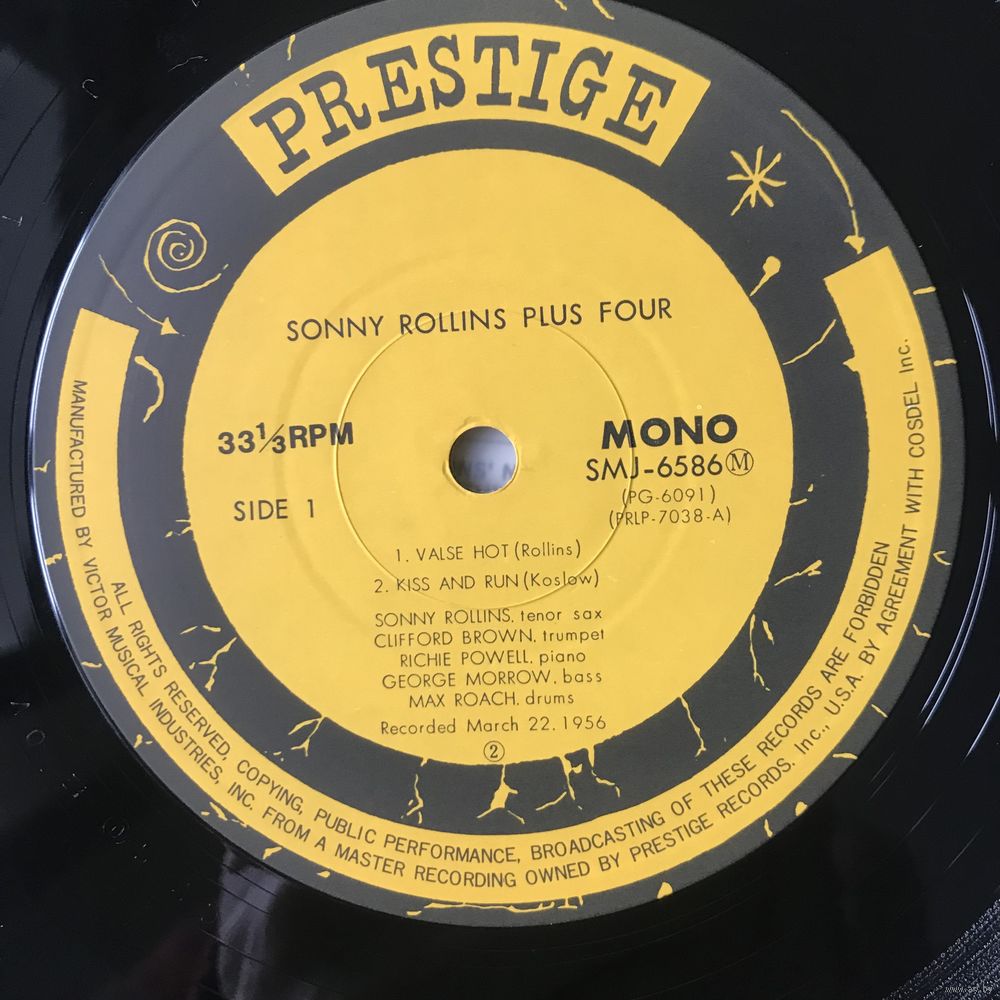 PRESTIGE
SONNY ROLLINS PLUS FOUR
33⅓RPM
SIDE 1
MONO
SMJ-6586Ⓜ
(PG-6091)
(PRLP-7038-A)
1. VALSE HOT (Rollins)
2. KISS AND RUN (Koslow)
SONNY ROLLINS, tenor sax
CLIFFORD BROWN, trumpet
RICHIE POWELL, piano
GEORGE MORROW, bass
MAX ROACH, drums
Recorded March 22. 1956
②
ALL RIGHTS RESERVED, COPYING, PUBLIC PERFORMANCE, BROADCASTING OF THESE RECORDS ARE FORBIDDEN
MANUFACTURED BY VICTOR MUSICAL INDUSTRIES, INC. FROM A MASTER RECORDING OWNED BY PRESTIGE RECORDS. Inc., U.S.A. BY AGREEMENT WITH COSDEL Inc.